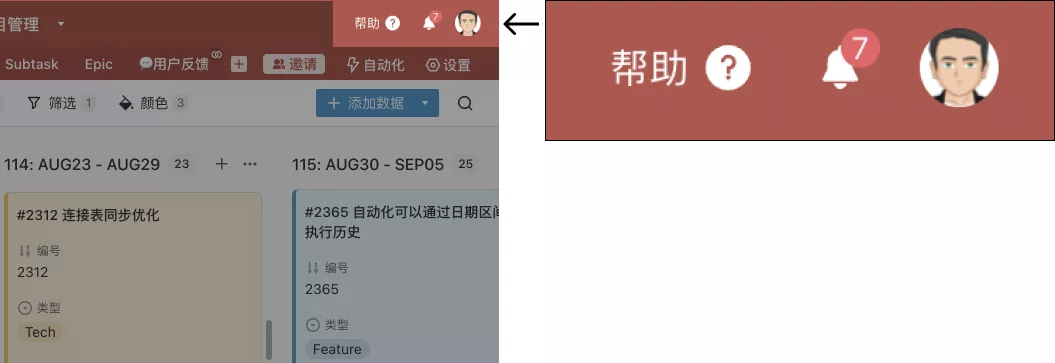 目管理
帮助 ?
7
Subtask
Epic
用户反馈
邀请
自动化
设置
筛选 1
颜色 3
添加数据
114: AUG23 - AUG29 23
#2312 连接表同步优化
编号
2312
类型
Tech
115: AUG30 - SEP05 25
#2365 自动化可以通过日期区间
执行历史
编号
2365
类型
Feature
帮助 ?
7